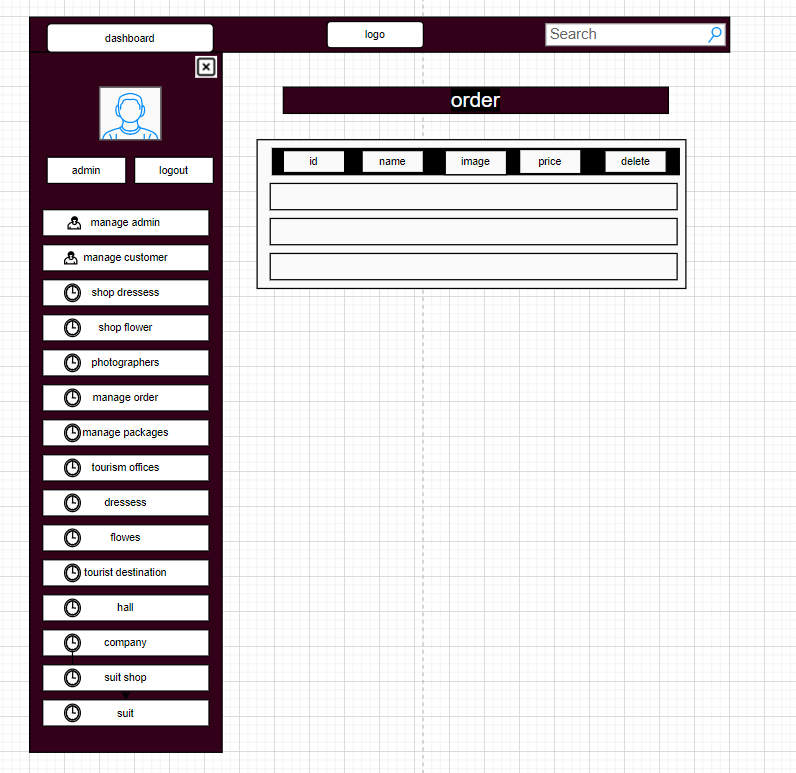 dashboard
logo
Search
order
admin
logout
id
name
image
price
delete
manage admin
manage customer
shop dressess
shop flower
photographers
manage order
manage packages
tourism offices
dressess
flowes
tourist destination
hall
company
suit shop
suit